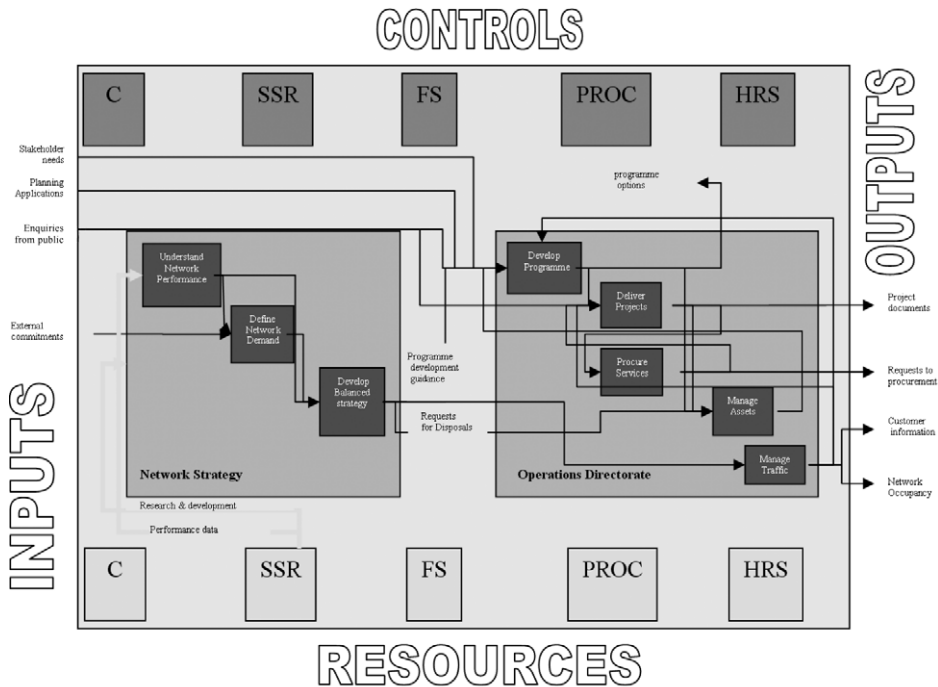 CONTROLS
C
SSR
FS
PROC
HRS
OUTPUTS
Stakeholder
needs
Planning
Applications
programme
options
Enquiries
from public
Understand
Network
Performance
Develop
Programme
Deliver
Projects
Project
documents
External
commitments
Define
Network
Demand
Programme
development
guidance
Procure
Services
Requests to
procurement
Develop
Balanced
strategy
Manage
Assets
Requests
for Disposals
Customer
information
INPUTS
Network Strategy
Operations Directorate
Manage
Traffic
Network
Occupancy
Research & development
Performance data
C
SSR
FS
PROC
HRS
RESOURCES